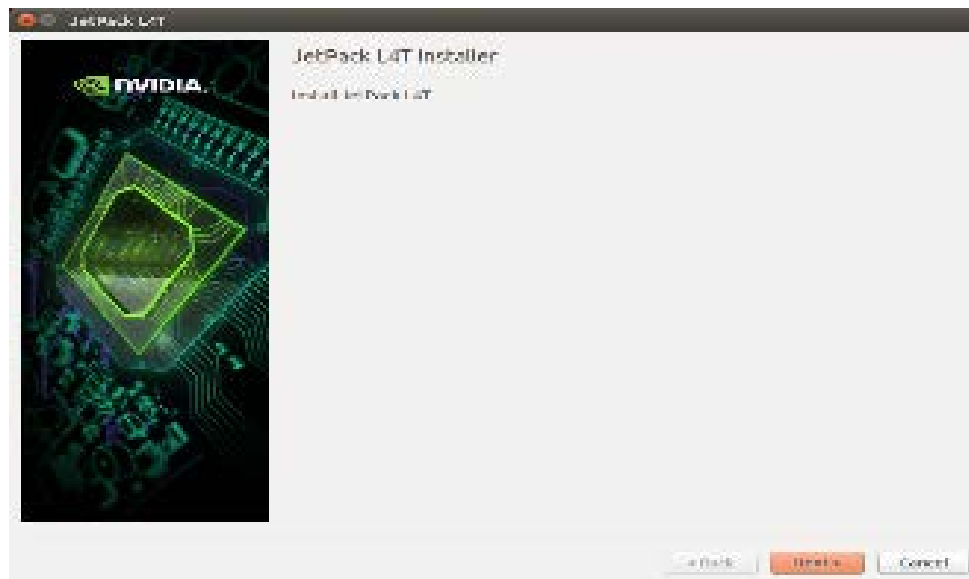 JetPack L4T
NVIDIA.
JetPack L4T Installer
Install JetPack L4T
< Back
Next >
Cancel